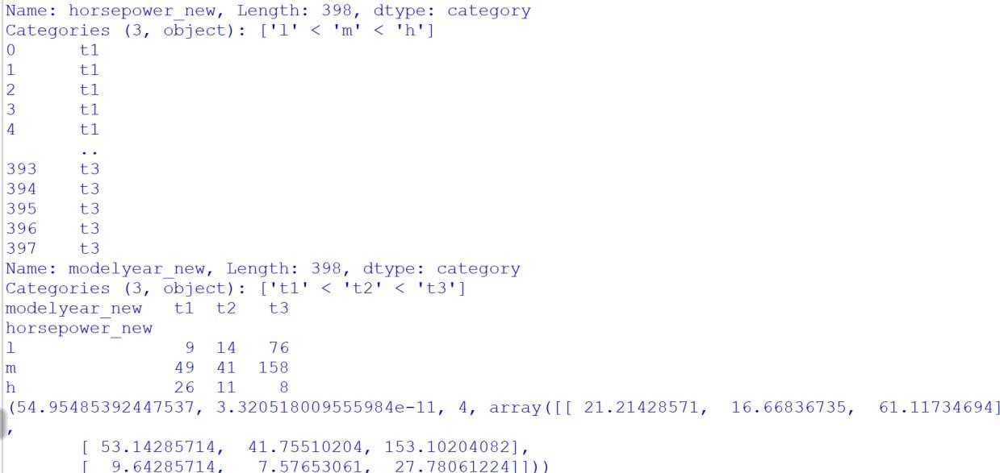 Name: horsepower_new, Length: 398, dtype: category
Categories (3, object): ['l' < 'm' < 'h']
0      t1
1      t1
2      t1
3      t1
4      t1
       ..
393    t3
394    t3
395    t3
396    t3
397    t3
Name: modelyear_new, Length: 398, dtype: category
Categories (3, object): ['t1' < 't2' < 't3']
modelyear_new   t1  t2   t3
horsepower_new
l                9  14   76
m               49  41  158
h               26  11    8
(54.95485392447537, 3.320518009555984e-11, 4, array([[ 21.21428571,  16.66836735,  61.11734694]
,
       [ 53.14285714,  41.75510204, 153.10204082],
       [  9.64285714,   7.57653061,  27.78061224]]))